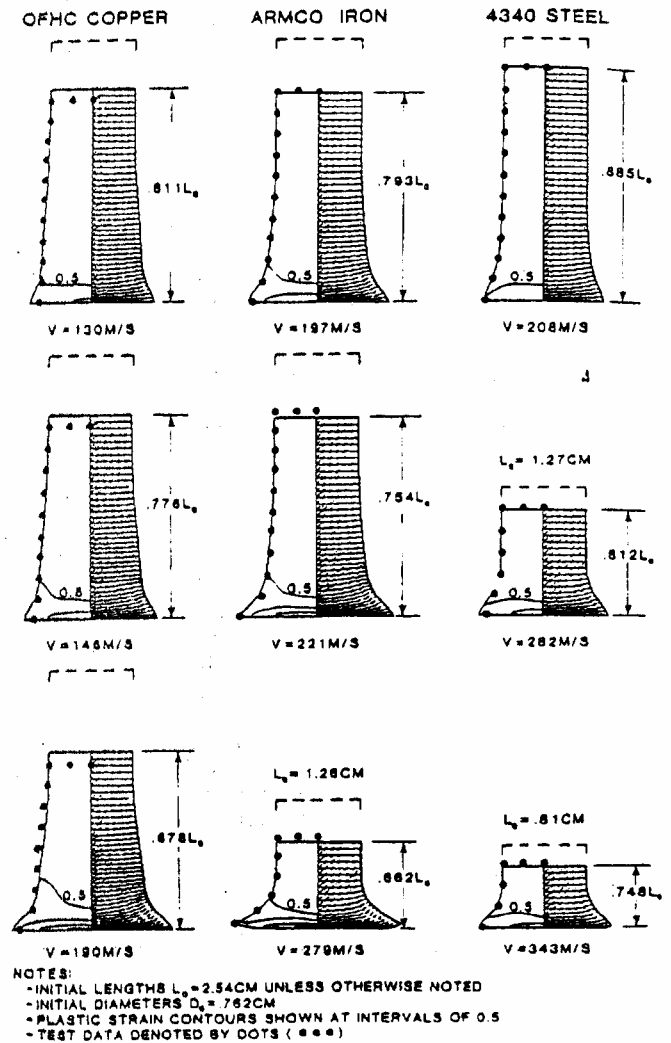 OFHC COPPER
ARMCO IRON
4340 STEEL
.811L₀
.793L₀
.885L₀
0.5
0.5
0.5
V=130M/S
V=197M/S
V=208M/S
L₀=1.27CM
.776L₀
.754L₀
.812L₀
0.5
0.5
0.5
V=146M/S
V=221M/S
V=282M/S
L₀=1.26CM
L₀=.81CM
.678L₀
.662L₀
.748L₀
0.5
0.5
0.5
V=190M/S
V=279M/S
V=343M/S
NOTES:
-INITIAL LENGTHS L₀=2.54CM UNLESS OTHERWISE NOTED
-INITIAL DIAMETERS D₀=.762CM
-PLASTIC STRAIN CONTOURS SHOWN AT INTERVALS OF 0.5
-TEST DATA DENOTED BY DOTS (●●●)